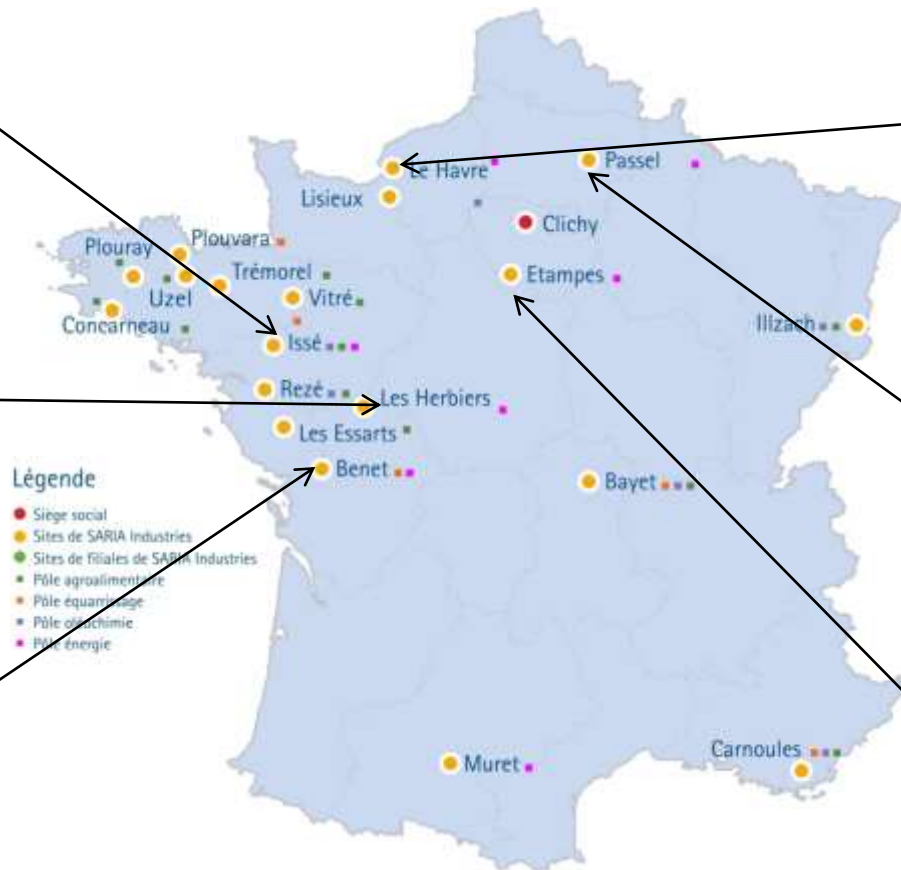 Le Havre
Passel
Lisieux
Clichy
Plouvara
Plouray
Trémorel
Etampes
Uzel
Vitré
Concarneau
Illzach
Issé
Rezé
Les Herbiers
Les Essarts
Benet
Bayet
Légende
Siège social
Sites de SARIA Industries
Sites de filiales de SARIA Industries
Pôle agroalimentaire
Pôle équarrissage
Pôle oléochimie
Pôle énergie
Carnoules
Muret